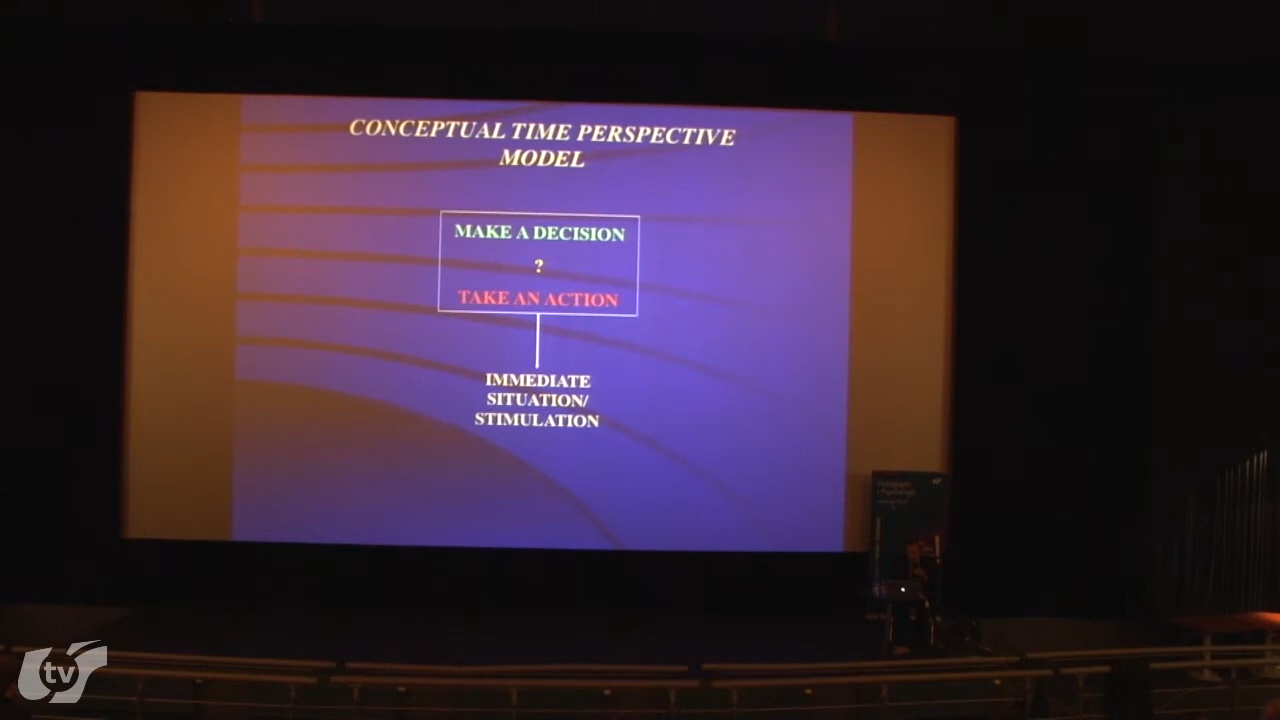 CONCEPTUAL TIME PERSPECTIVE
MODEL
MAKE A DECISION
?
TAKE AN ACTION
IMMEDIATE
SITUATION/
STIMULATION
tv